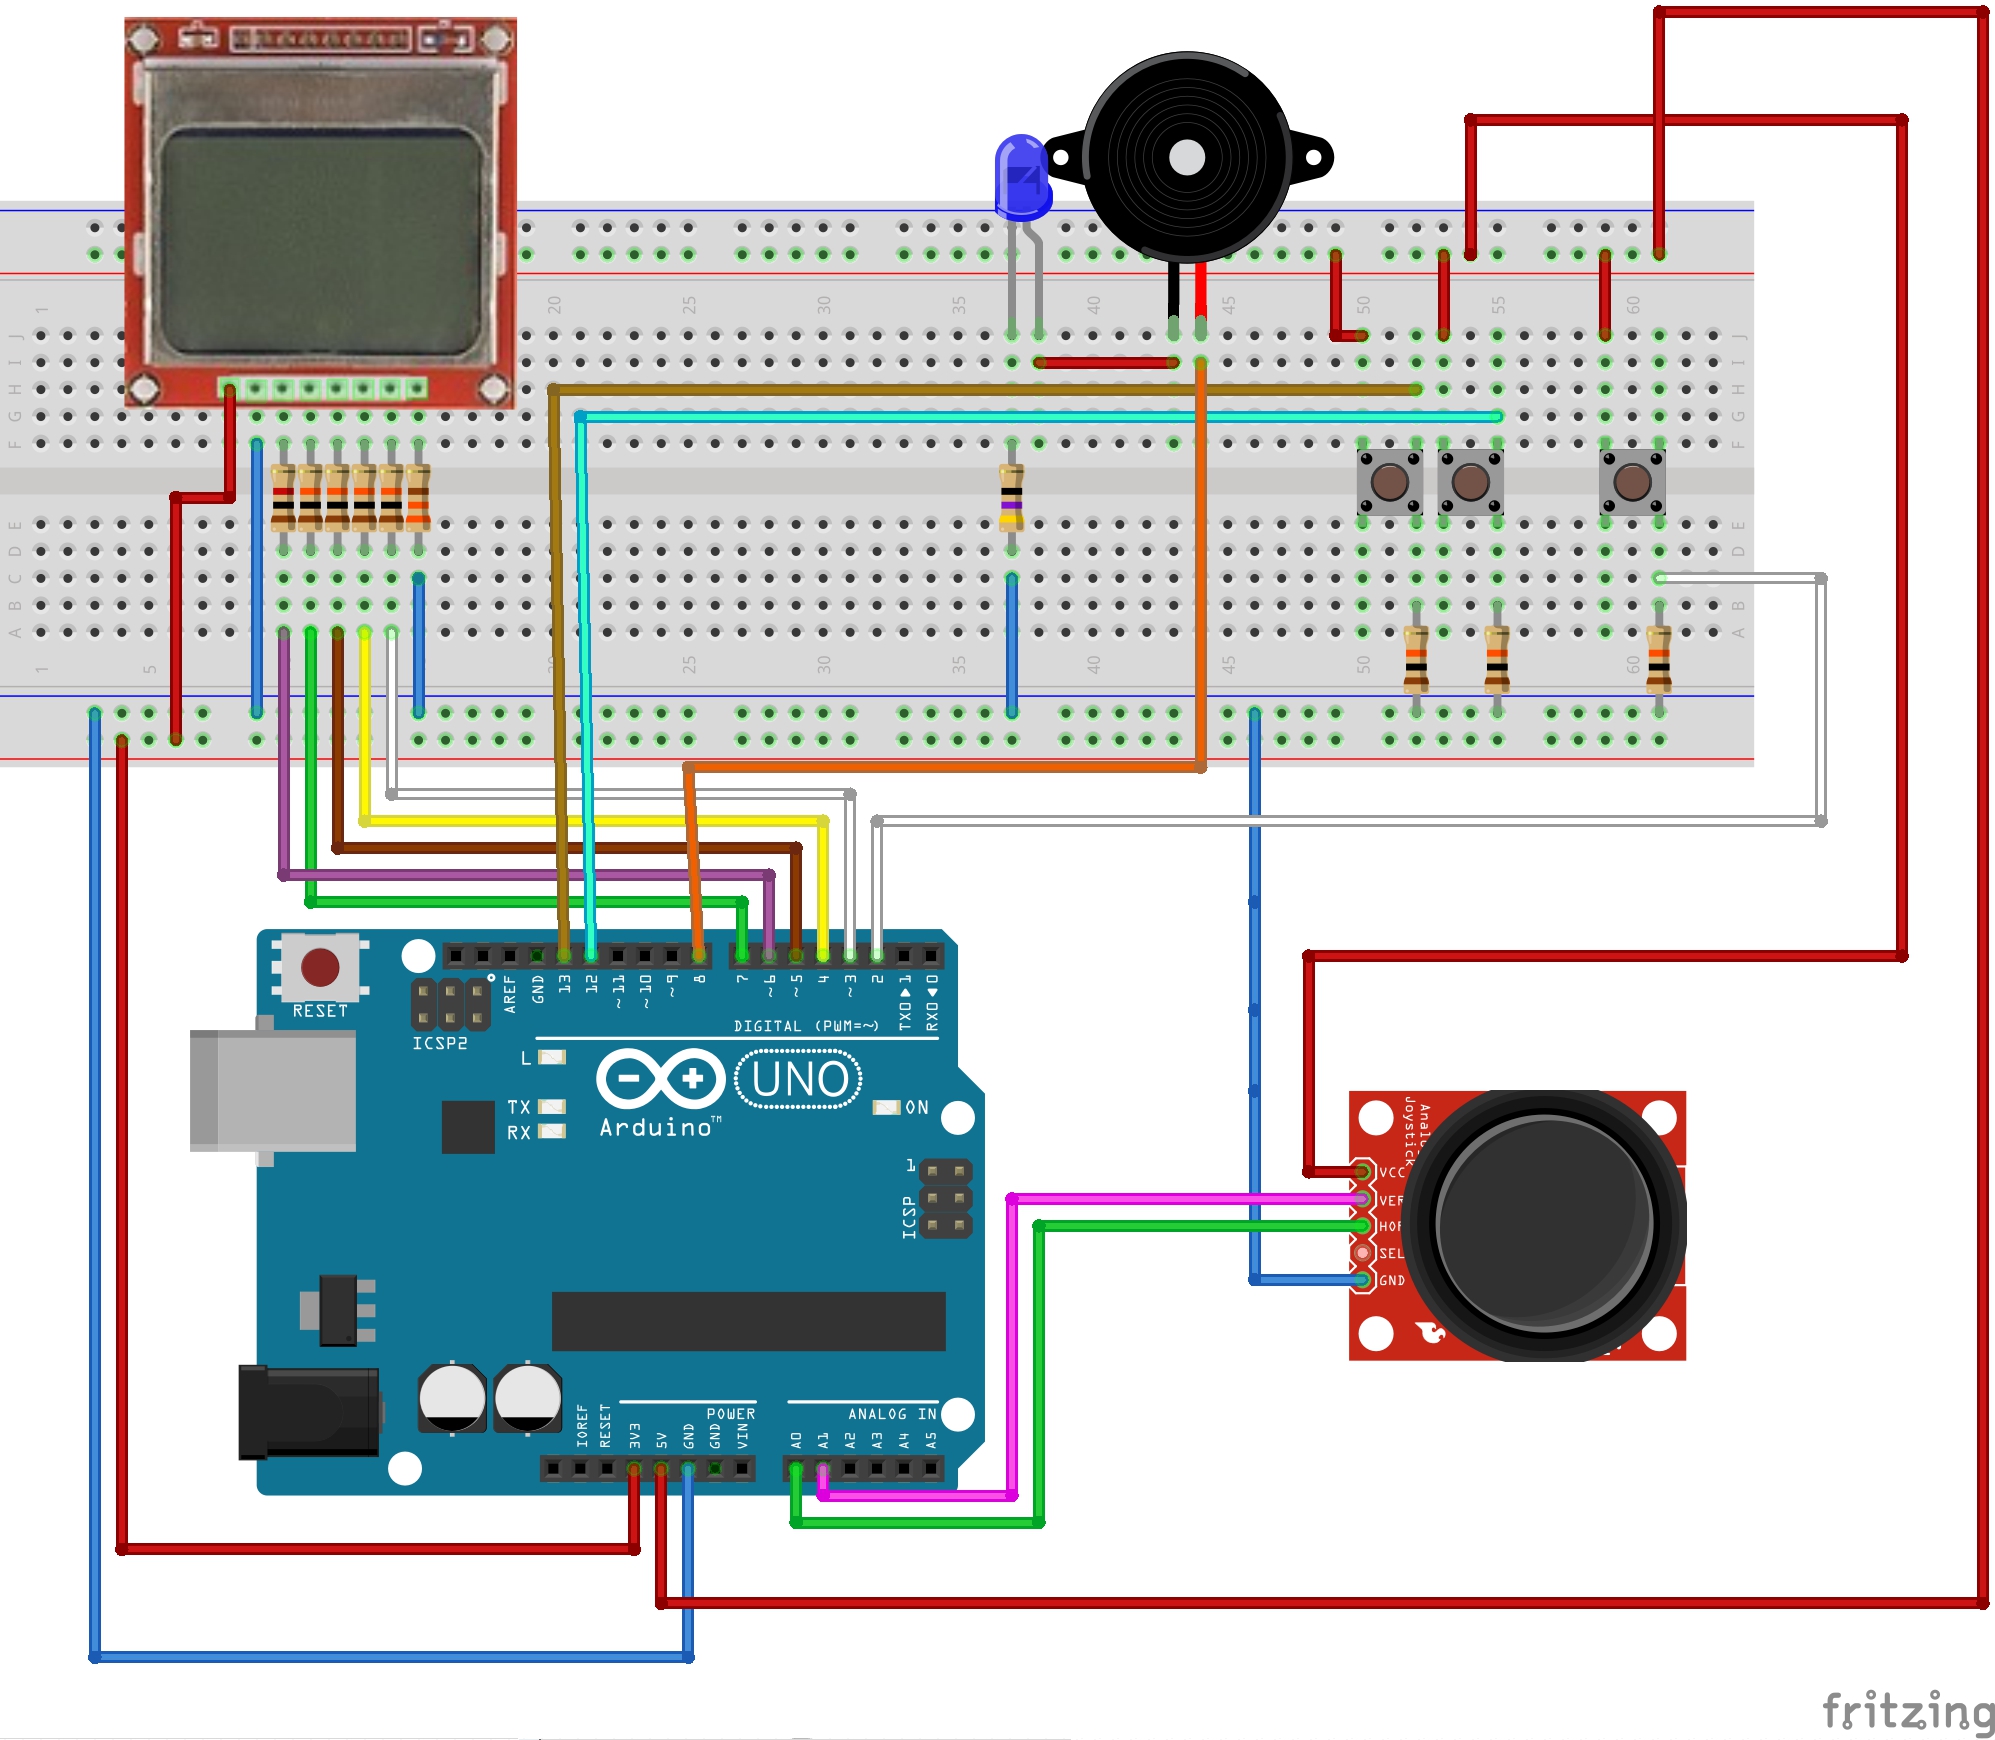 1
20
25
30
35
40
45
50
55
60
J
J
I
I
H
H
G
G
F
F
E
E
D
D
C
C
B
B
A
A
1
5
25
30
35
40
45
50
60
RESET
ICSP2
AREF
GND
13
12
~11
~10
~9
8
7
~6
~5
4
~3
2
TX0▶1
RX0◀0
DIGITAL (PWM=~)
L
TX
RX
UNO
Arduino™
ON
1
ICSP
IOREF
RESET
3V3
5V
GND
GND
VIN
POWER
A0
A1
A2
A3
A4
A5
ANALOG IN
Joystick
VCC
SEL
GND
fritzing